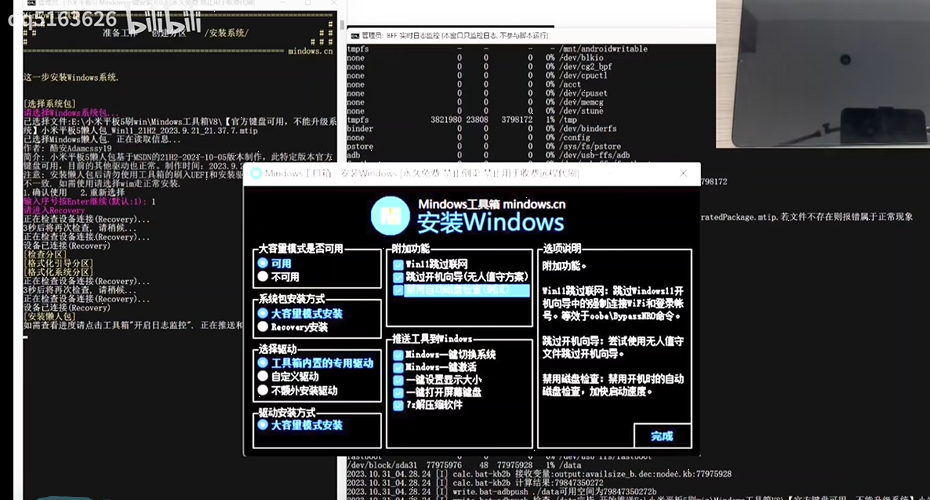 cq5163626 bilibili
准备工作 创建分区 /安装系统/
mindows.cn
这一步安装Windows系统.
[选择系统包]
请选择Windows系统包...
已选择文件:E:\小米平板5刷win\Mindows工具箱V8\【官方键盘可用，不能升级系
统】小米平板5懒人包_Win11_21H2_2023.9.21_21.37.7.mtip
已选择Mindows懒人包. 正在读取信息...
作者: 酷安Adamcssy19
简介: 小米平板5懒人包基于MSDN的21H2-2024-10-05版本制作，此特定版本官方
键盘可用，目前的其他驱动也正常。制作时间: 2023.9.
注意: 安装懒人包后请勿使用工具箱的刷入UEFI和安装驱
不一致. 如需使用请选择wim走正常安装.
1.确认使用 2.重新选择
输入序号按Enter继续(默认:1): 1
请进入Recovery
正在检查设备连接(Recovery)...
3秒后将再次检查, 请稍候...
正在检查设备连接(Recovery)...
设备已连接(Recovery)
[检查分区]
[格式化引导分区]
[格式化系统分区]
正在检查设备连接(Recovery)...
3秒后将再次检查, 请稍候...
正在检查设备连接(Recovery)...
设备已连接(Recovery)
[安装懒人包]
如需查看进度请点击工具箱"开启日志监控". 正在推送和
管理员: BFF-实时日志监控 [本窗口只监控日志, 不参与脚本运行]
tmpfs 0 0 0 0% /mnt/androidwritable
none 0 0 0 0% /dev/blkio
none 0 0 0 0% /dev/cg2_bpf
none 0 0 0 0% /dev/cpuctl
none 0 0 0 0% /acct
none 0 0 0 0% /dev/cpuset
none 0 0 0 0% /dev/memcg
none 0 0 0 0% /dev/stune
tmpfs 3821980 23808 3798172 1% /tmp
binder 0 0 0 0% /dev/binderfs
none 0 0 0 0% /config
pstore 0 0 0 0% /sys/fs/pstore
adb 0 0 0 0% /dev/usb-ffs/adb
798172
ratedPackage.mtip.若文件不存在则报错属于正常现象
Mindows工具箱 安装Windows [永久免费 禁止倒卖 禁止用于收费远程代刷]
Mindows工具箱 mindows.cn
安装Windows
大容量模式是否可用
可用
不可用
系统包安装方式
大容量模式安装
Recovery安装
选择驱动
工具箱内置的专用驱动
自定义驱动
不额外安装驱动
驱动安装方式
大容量模式安装
附加功能
Win11跳过联网
跳过开机向导(无人值守方案)
禁用自动磁盘检查(测试)
推送工具到Windows
Mindows一键切换系统
Mindows一键激活
一键设置显示大小
一键打开屏幕键盘
7z解压缩软件
选项说明
附加功能。
Win11跳过联网: 跳过Windows11开
机向导中的强制连接WiFi和登录帐
号。等效于oobe\BypassNRO命令。
跳过开机向导: 尝试使用无人值守
文件跳过开机向导。
禁用磁盘检查: 禁用开机时的自动
磁盘检查，加快启动速度。
完成
/dev/block/sda31 77975976 48 77975928 1% /data
2023.10.31_04.28.24 [I] calc.bat-kb2b 接收变量:output:availsize_b.dec:nodec.kb:77975928
2023.10.31_04.28.24 [I] calc.bat-kb2b 计算结果:79847350272
2023.10.31_04.28.24 [I] write.bat-adbpush ./data可用空间为79847350272b